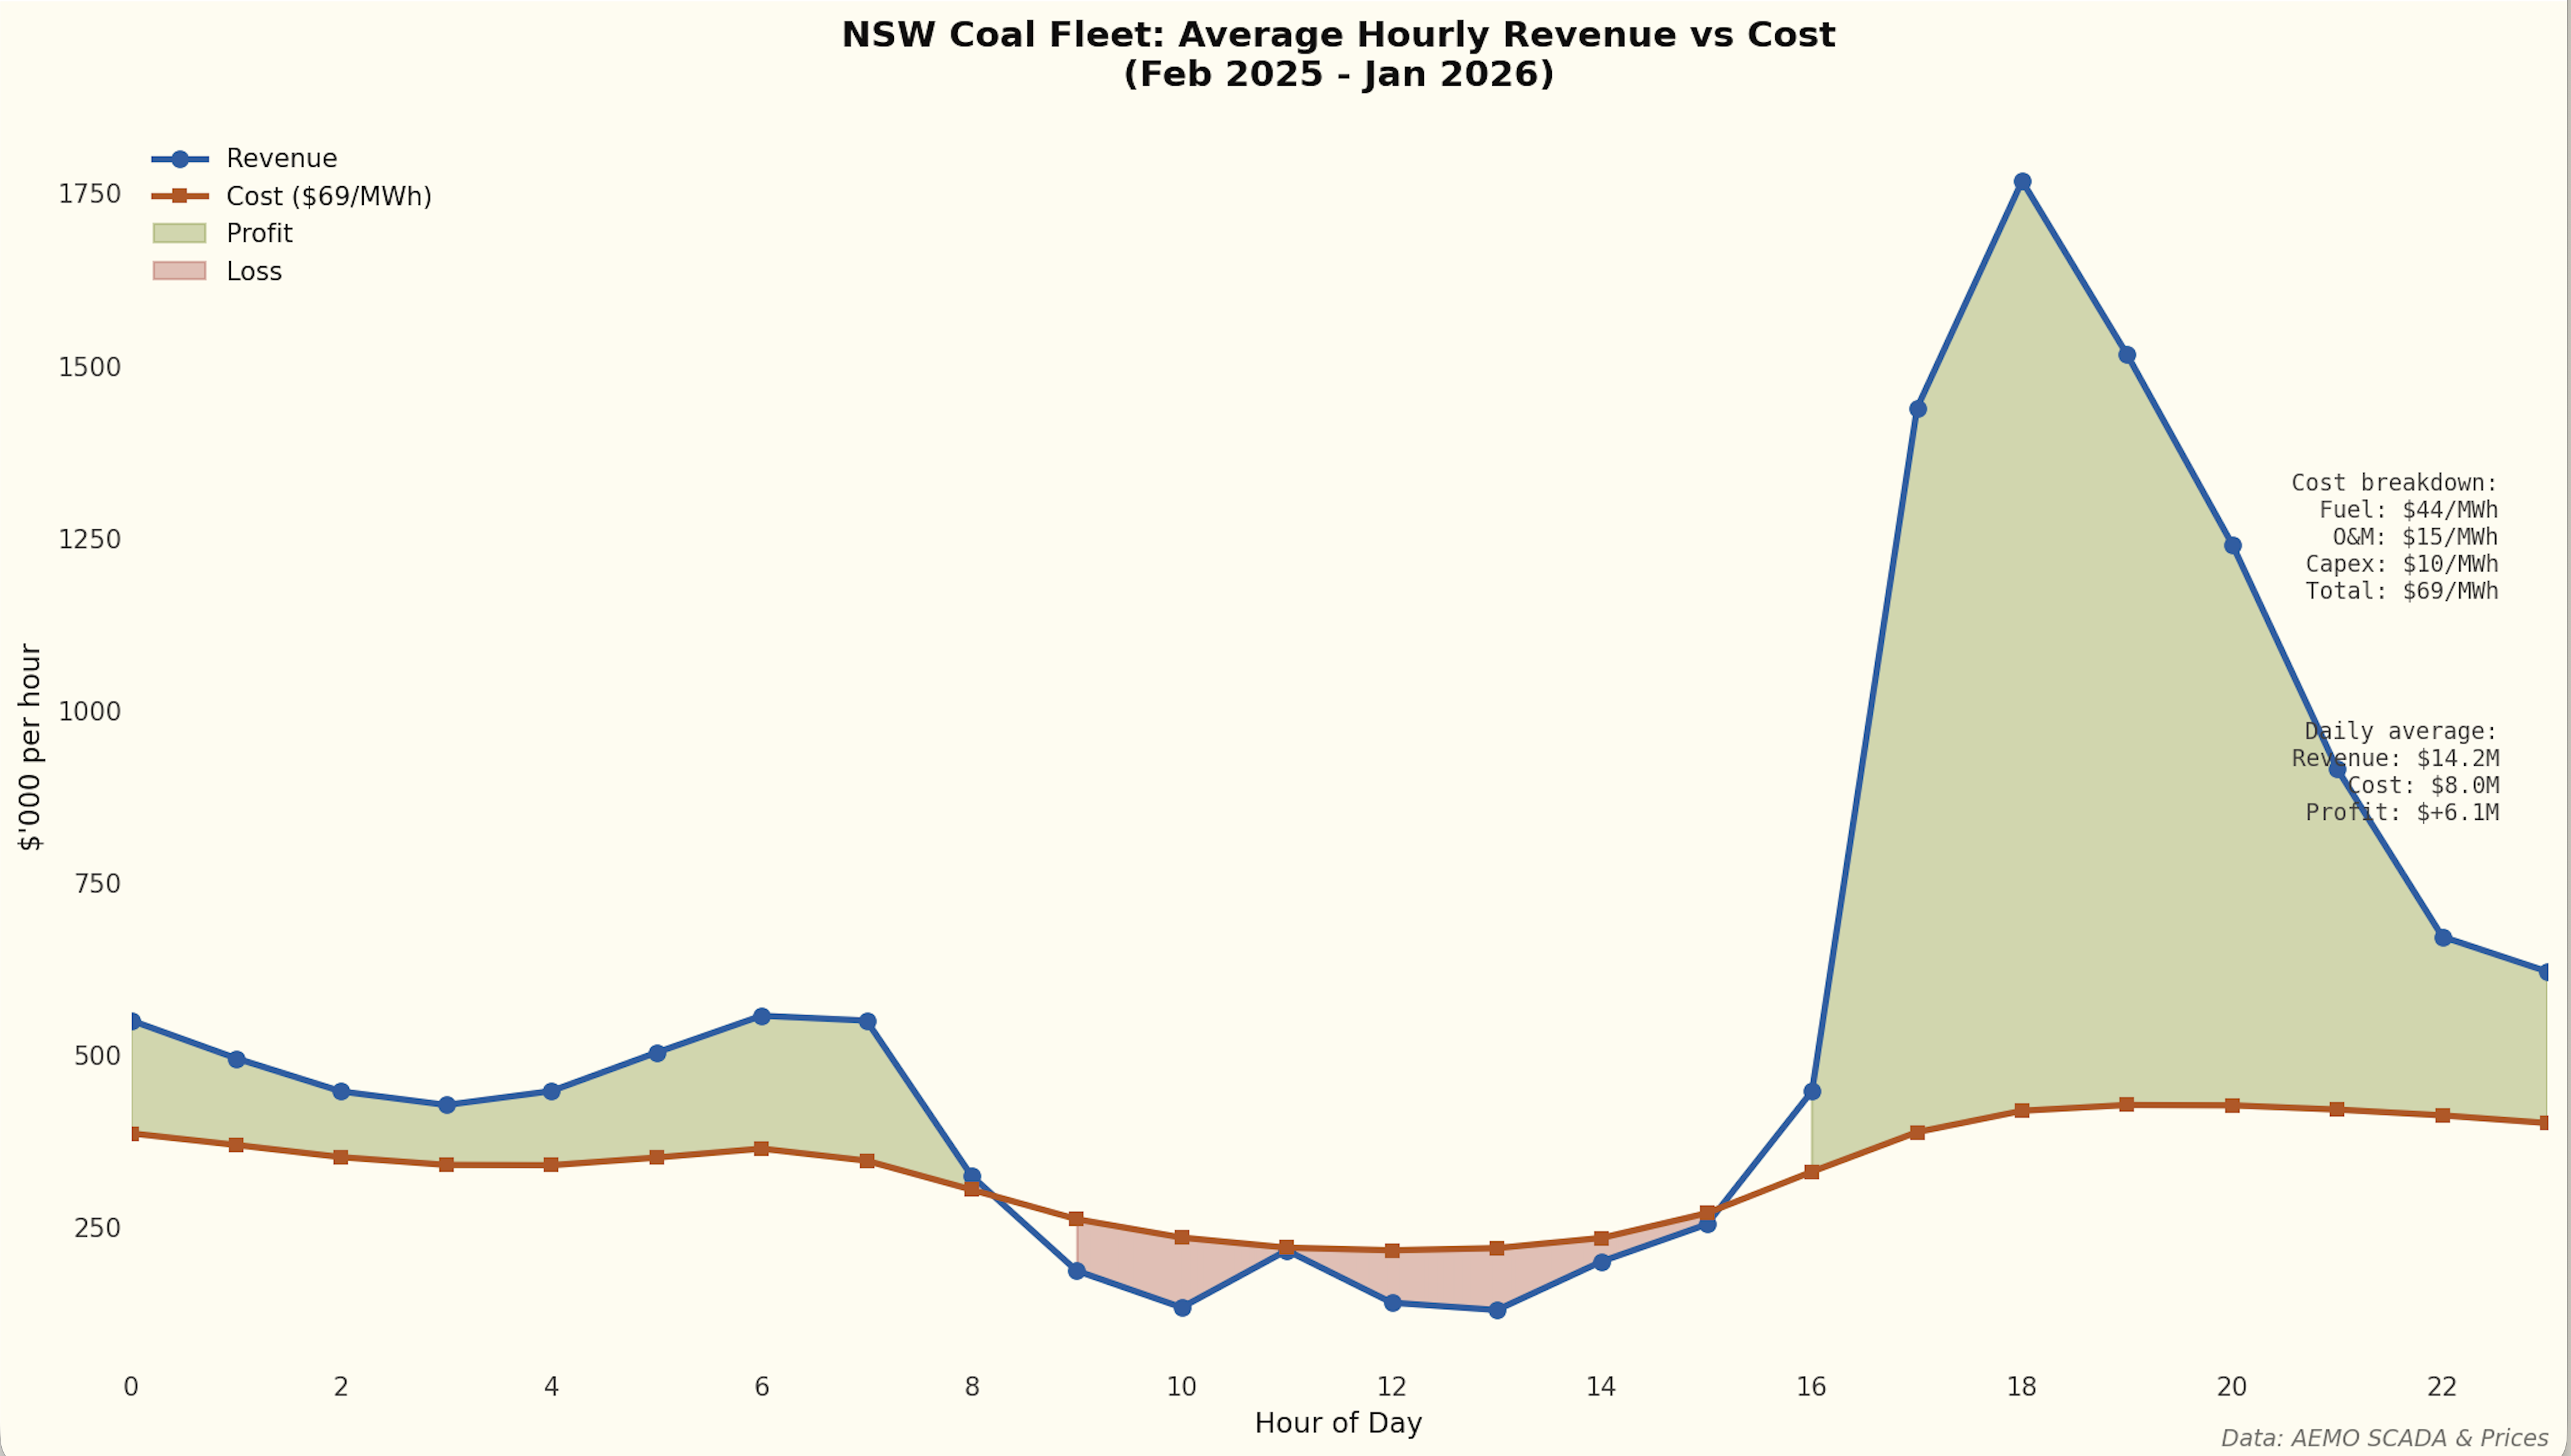 NSW Coal Fleet: Average Hourly Revenue vs Cost
(Feb 2025 - Jan 2026)
Revenue
Cost ($69/MWh)
Profit
Loss
1750
1500
1250
1000
750
500
250
$'000 per hour
Cost breakdown:
Fuel: $44/MWh
O&M: $15/MWh
Capex: $10/MWh
Total: $69/MWh
Daily average:
Revenue: $14.2M
Cost: $8.0M
Profit: $+6.1M
0 2 4 6 8 10 12 14 16 18 20 22
Hour of Day
Data: AEMO SCADA & Prices